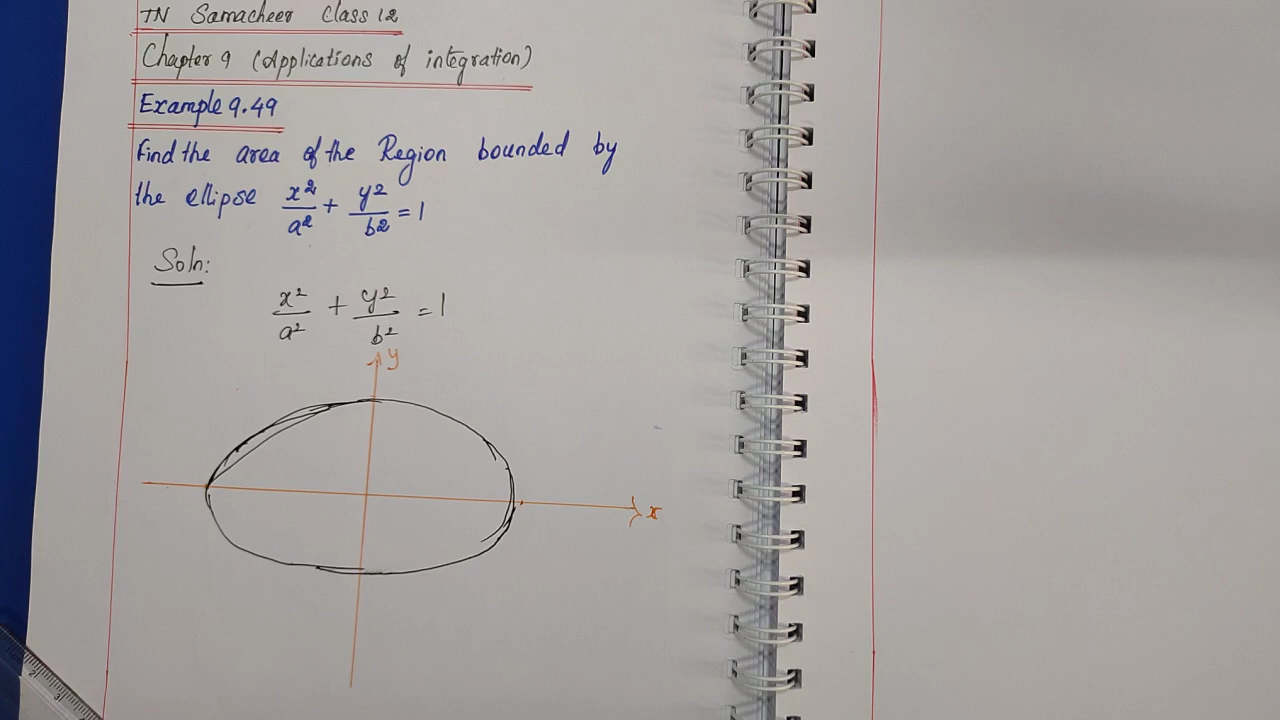 TN Samacheer Class 12
Chapter 9 (Applications of integration)
Example 9.49
Find the area of the Region bounded by
the ellipse x²/a² + y²/b² = 1
Soln:
x²/a² + y²/b² = 1
y
x